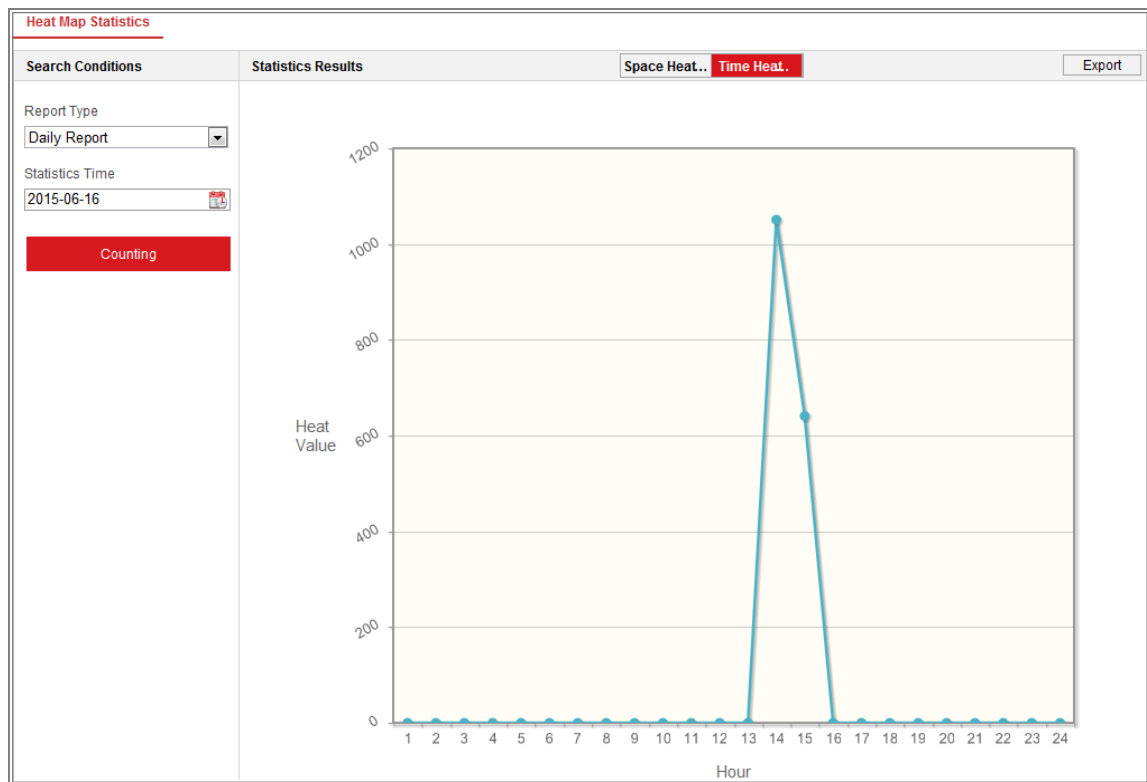 Heat Map Statistics
Search Conditions
Statistics Results
Space Heat...
Time Heat..
Export
Report Type
Daily Report
Statistics Time
2015-06-16
Counting
1200
1000
800
600
400
200
0
Heat
Value
1 2 3 4 5 6 7 8 9 10 11 12 13 14 15 16 17 18 19 20 21 22 23 24
Hour